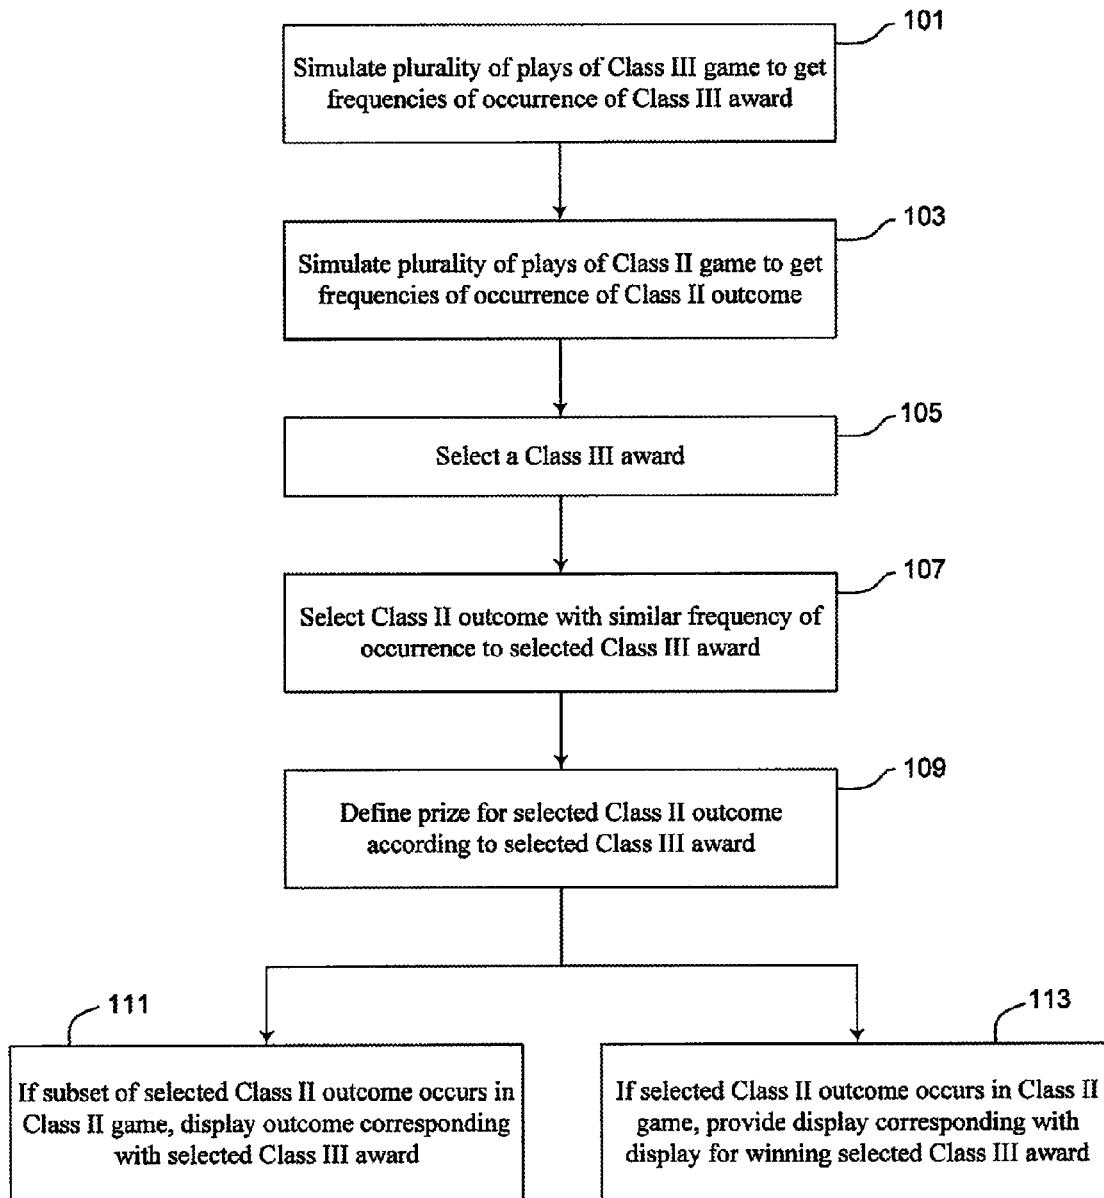 101
Simulate plurality of plays of Class III game to get
frequencies of occurrence of Class III award
103
Simulate plurality of plays of Class II game to get
frequencies of occurrence of Class II outcome
105
Select a Class III award
107
Select Class II outcome with similar frequency of
occurrence to selected Class III award
109
Define prize for selected Class II outcome
according to selected Class III award
111
If subset of selected Class II outcome occurs in
Class II game, display outcome corresponding
with selected Class III award
113
If selected Class II outcome occurs in Class II
game, provide display corresponding with
display for winning selected Class III award